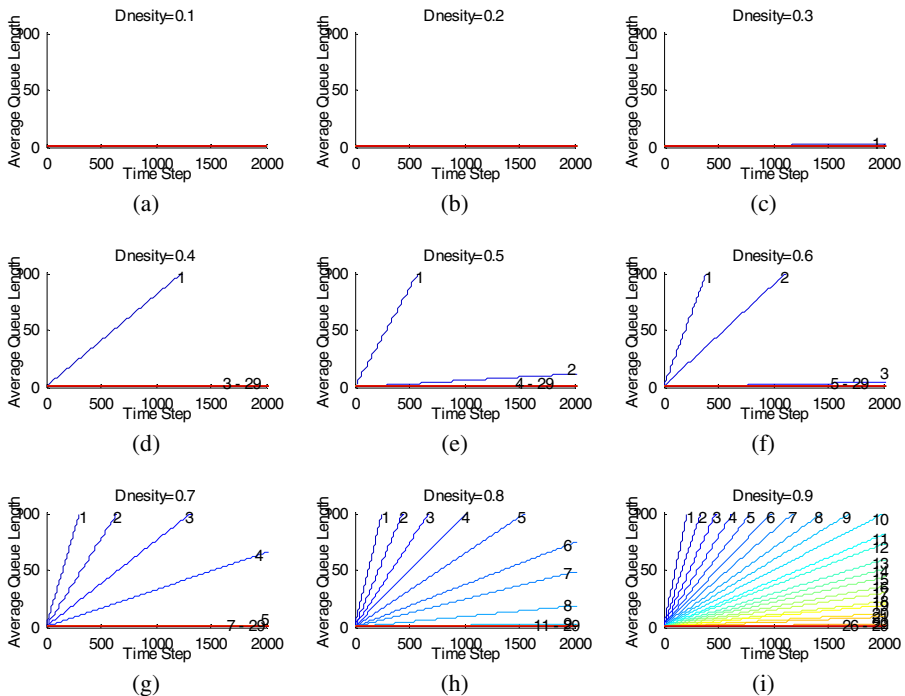 Dnesity=0.1
Average Queue Length
100
50
0
0 500 1000 1500 2000
Time Step
(a)
Dnesity=0.2
Average Queue Length
100
50
0
0 500 1000 1500 2000
Time Step
(b)
Dnesity=0.3
Average Queue Length
100
50
0
1
0 500 1000 1500 2000
Time Step
(c)
Dnesity=0.4
Average Queue Length
100
50
0
1
3 - 29
0 500 1000 1500 2000
Time Step
(d)
Dnesity=0.5
Average Queue Length
100
50
0
1
2
4 - 29
0 500 1000 1500 2000
Time Step
(e)
Dnesity=0.6
Average Queue Length
100
50
0
1 2
3
5 - 29
0 500 1000 1500 2000
Time Step
(f)
Dnesity=0.7
Average Queue Length
100
50
0
1 2 3
4
5
7 - 29
0 500 1000 1500 2000
Time Step
(g)
Dnesity=0.8
Average Queue Length
100
50
0
1 2 3 4 5
6
7
8
9
11 - 29
0 500 1000 1500 2000
Time Step
(h)
Dnesity=0.9
Average Queue Length
100
50
0
1 2 3 4 5 6 7 8 9 10
11
12
13
14
15
17
26 - 29
0 500 1000 1500 2000
Time Step
(i)